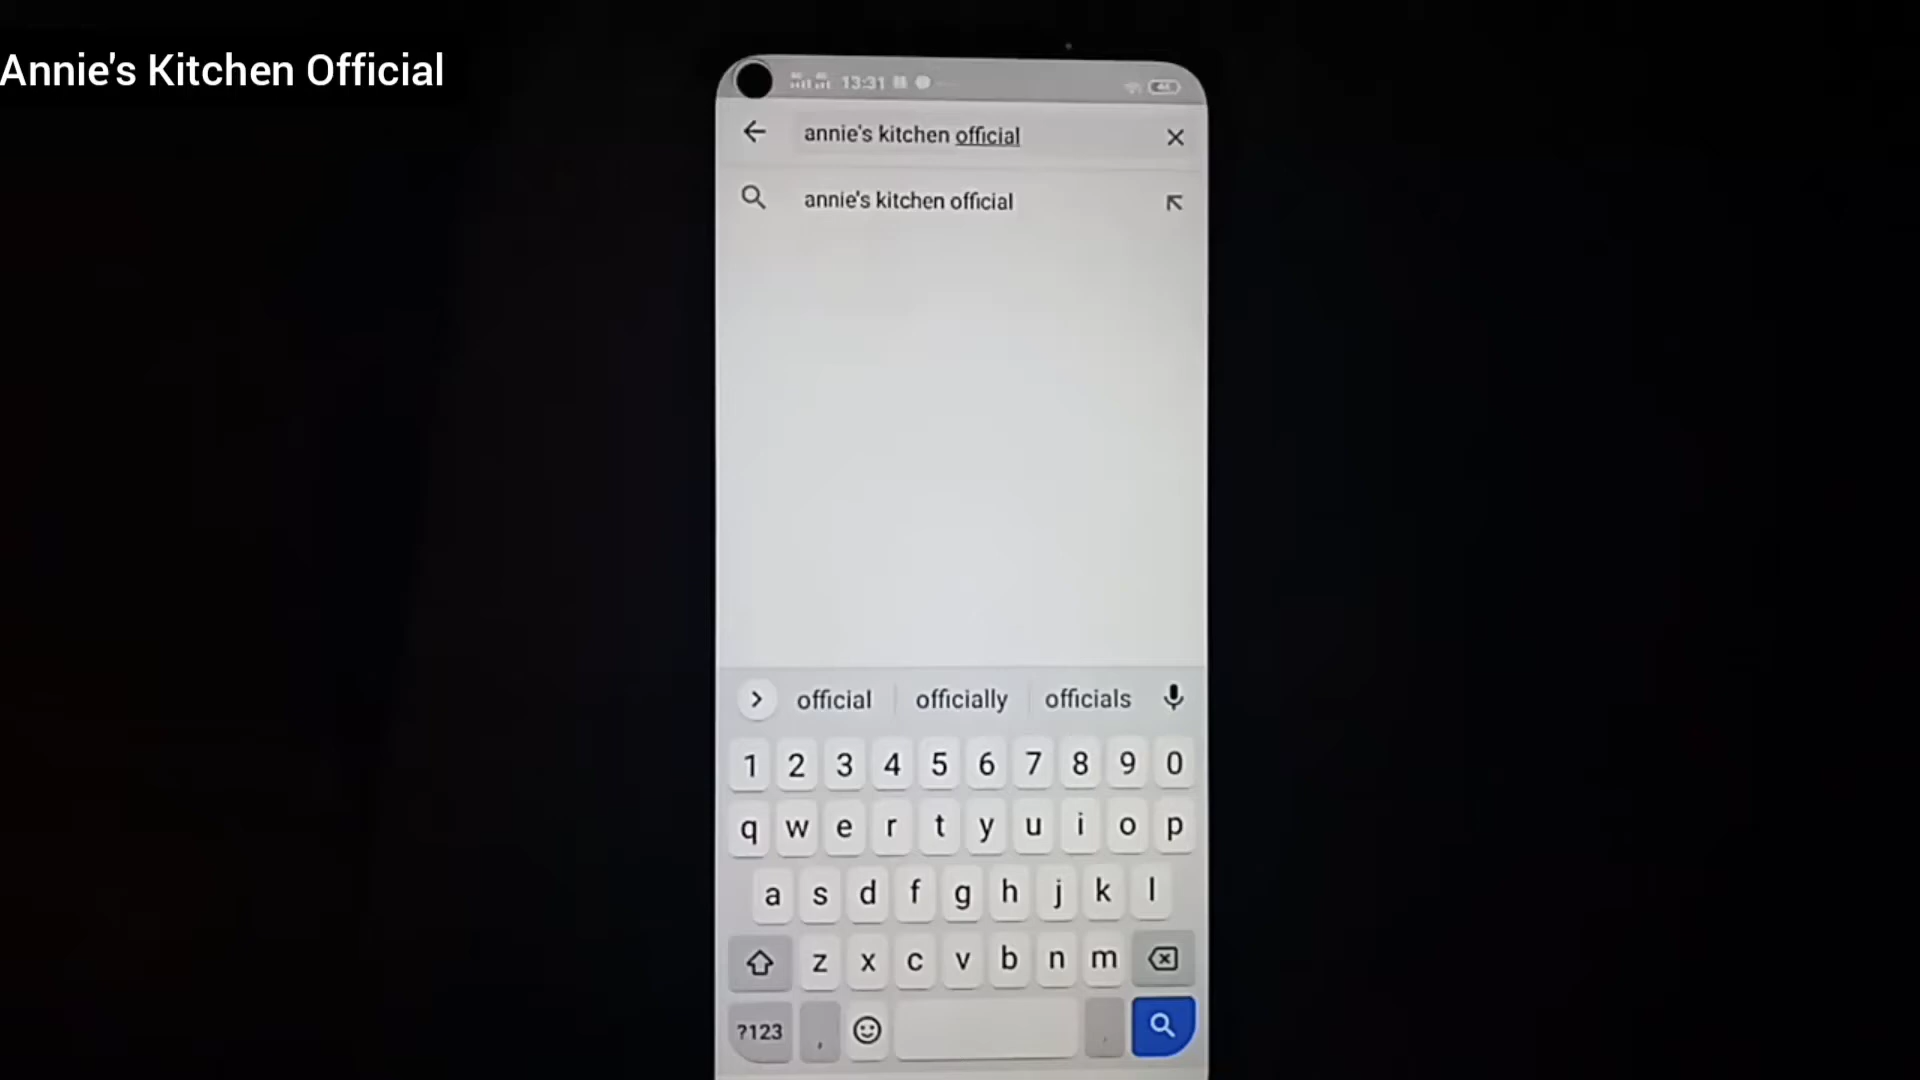 Annie's Kitchen Official
13:31
annie's kitchen official
annie's kitchen official
official officially officials
1 2 3 4 5 6 7 8 9 0
q w e r t y u i o p
a s d f g h j k l
z x c v b n m
?123 , .